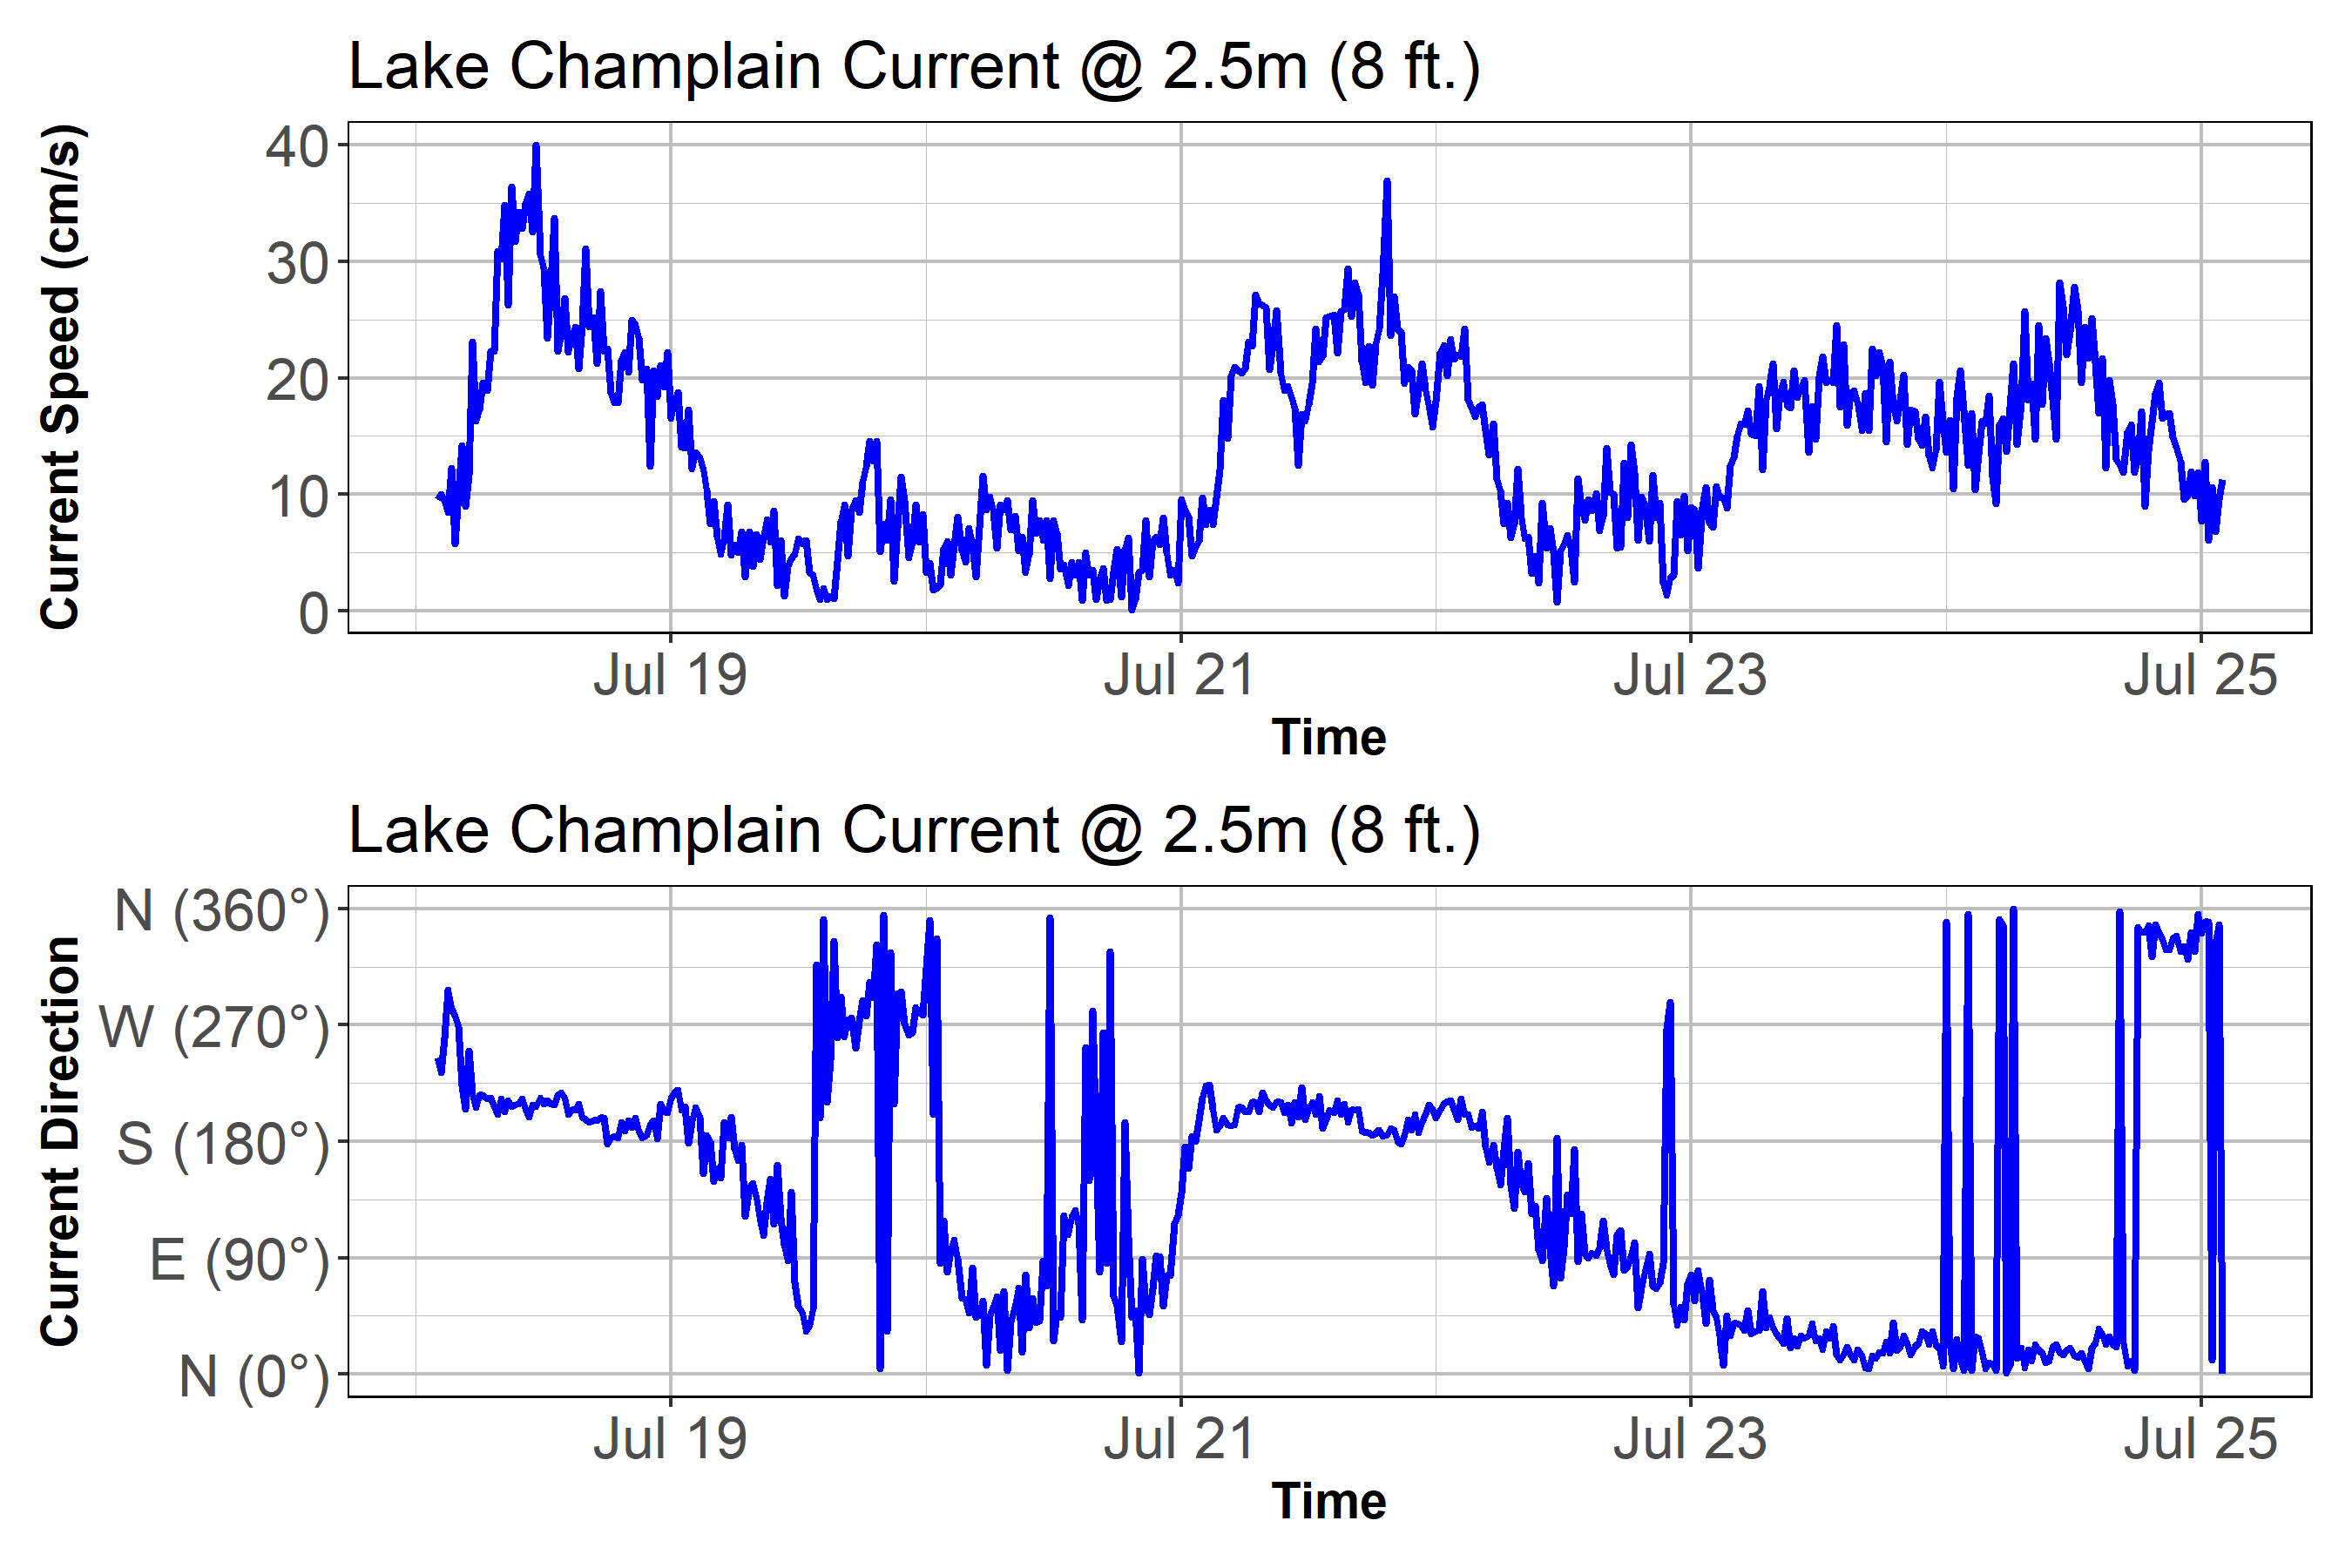 Lake Champlain Current @ 2.5m (8 ft.)
Current Speed (cm/s)
40
30
20
10
0
Jul 19
Jul 21
Jul 23
Jul 25
Time
Lake Champlain Current @ 2.5m (8 ft.)
Current Direction
N (360°)
W (270°)
S (180°)
E (90°)
N (0°)
Jul 19
Jul 21
Jul 23
Jul 25
Time